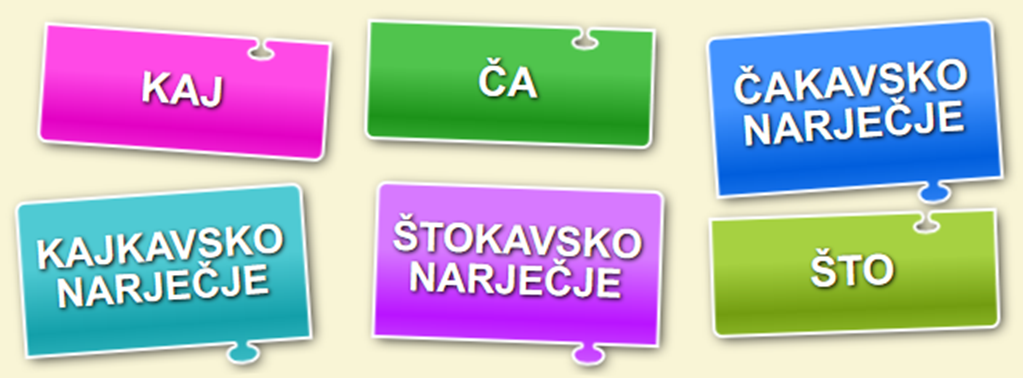 KAJ
ČA
ČAKAVSKO
NARJEČJE
KAJKAVSKO
NARJEČJE
ŠTOKAVSKO
NARJEČJE
ŠTO